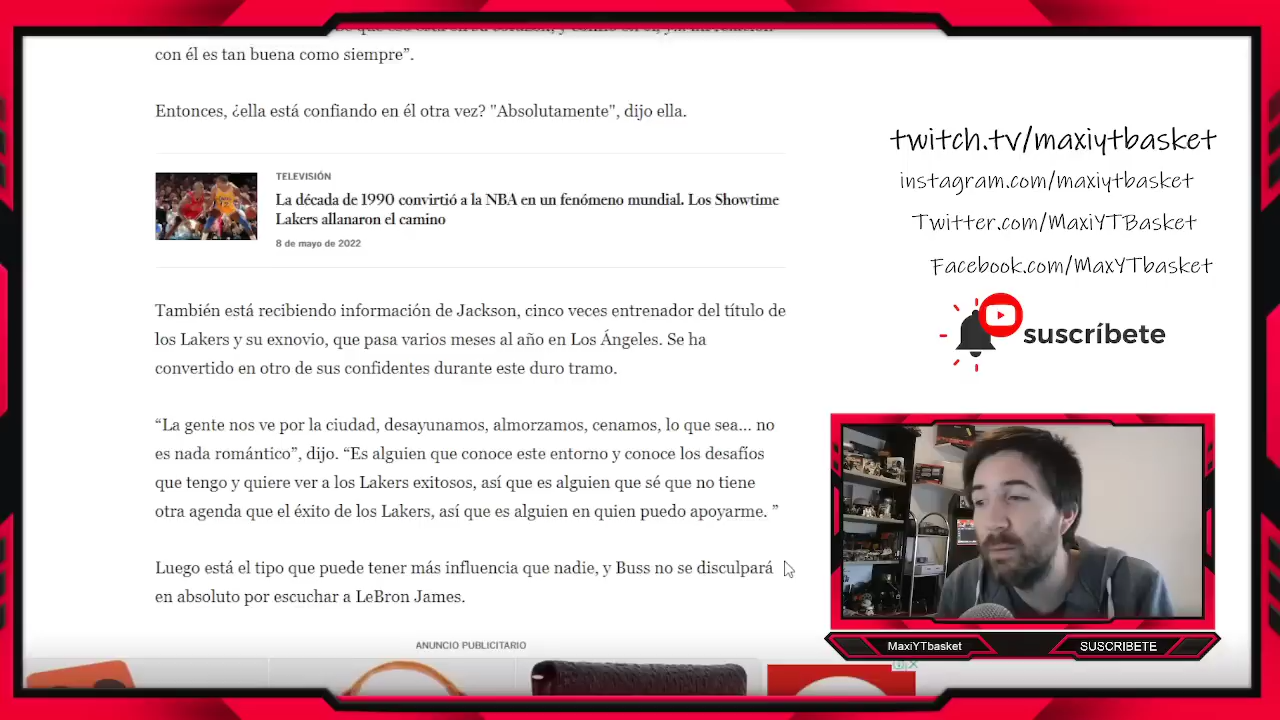 con él es tan buena como siempre”.
Entonces, ¿ella está confiando en él otra vez? "Absolutamente", dijo ella.
TELEVISIÓN
La década de 1990 convirtió a la NBA en un fenómeno mundial. Los Showtime
Lakers allanaron el camino
8 de mayo de 2022
También está recibiendo información de Jackson, cinco veces entrenador del título de
los Lakers y su exnovio, que pasa varios meses al año en Los Ángeles. Se ha
convertido en otro de sus confidentes durante este duro tramo.
“La gente nos ve por la ciudad, desayunamos, almorzamos, cenamos, lo que sea... no
es nada romántico”, dijo. “Es alguien que conoce este entorno y conoce los desafíos
que tengo y quiere ver a los Lakers exitosos, así que es alguien que sé que no tiene
otra agenda que el éxito de los Lakers, así que es alguien en quien puedo apoyarme. ”
Luego está el tipo que puede tener más influencia que nadie, y Buss no se disculpará
en absoluto por escuchar a LeBron James.
ANUNCIO PUBLICITARIO
twitch.tv/maxiytbasket
instagram.com/maxiytbasket
Twitter.com/MaxiYTBasket
Facebook.com/MaxYTbasket
suscríbete
MaxiYTbasket
SUSCRIBETE